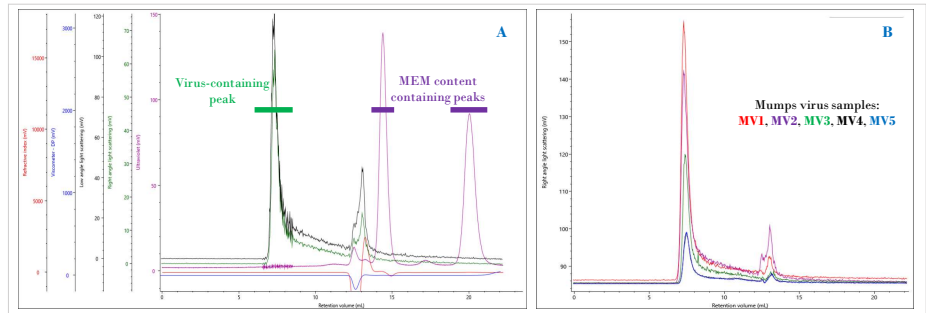 A
Virus-containing
peak
MEM content
containing peaks
Refractive index (mV)
Viscometer - DP (mV)
Low angle light scattering (mV)
Right angle light scattering (mV)
Ultraviolet (mV)
15000
10000
5000
0
3000
2000
1000
0
120
100
80
60
40
20
0
70
60
50
40
30
20
10
0
150
100
50
0
0
5
10
15
20
Retention volume (mL)
B
Mumps virus samples:
MV1, MV2, MV3, MV4, MV5
Right angle light scattering (mV)
150
140
130
120
110
100
90
0
5
10
15
20
Retention volume (mL)